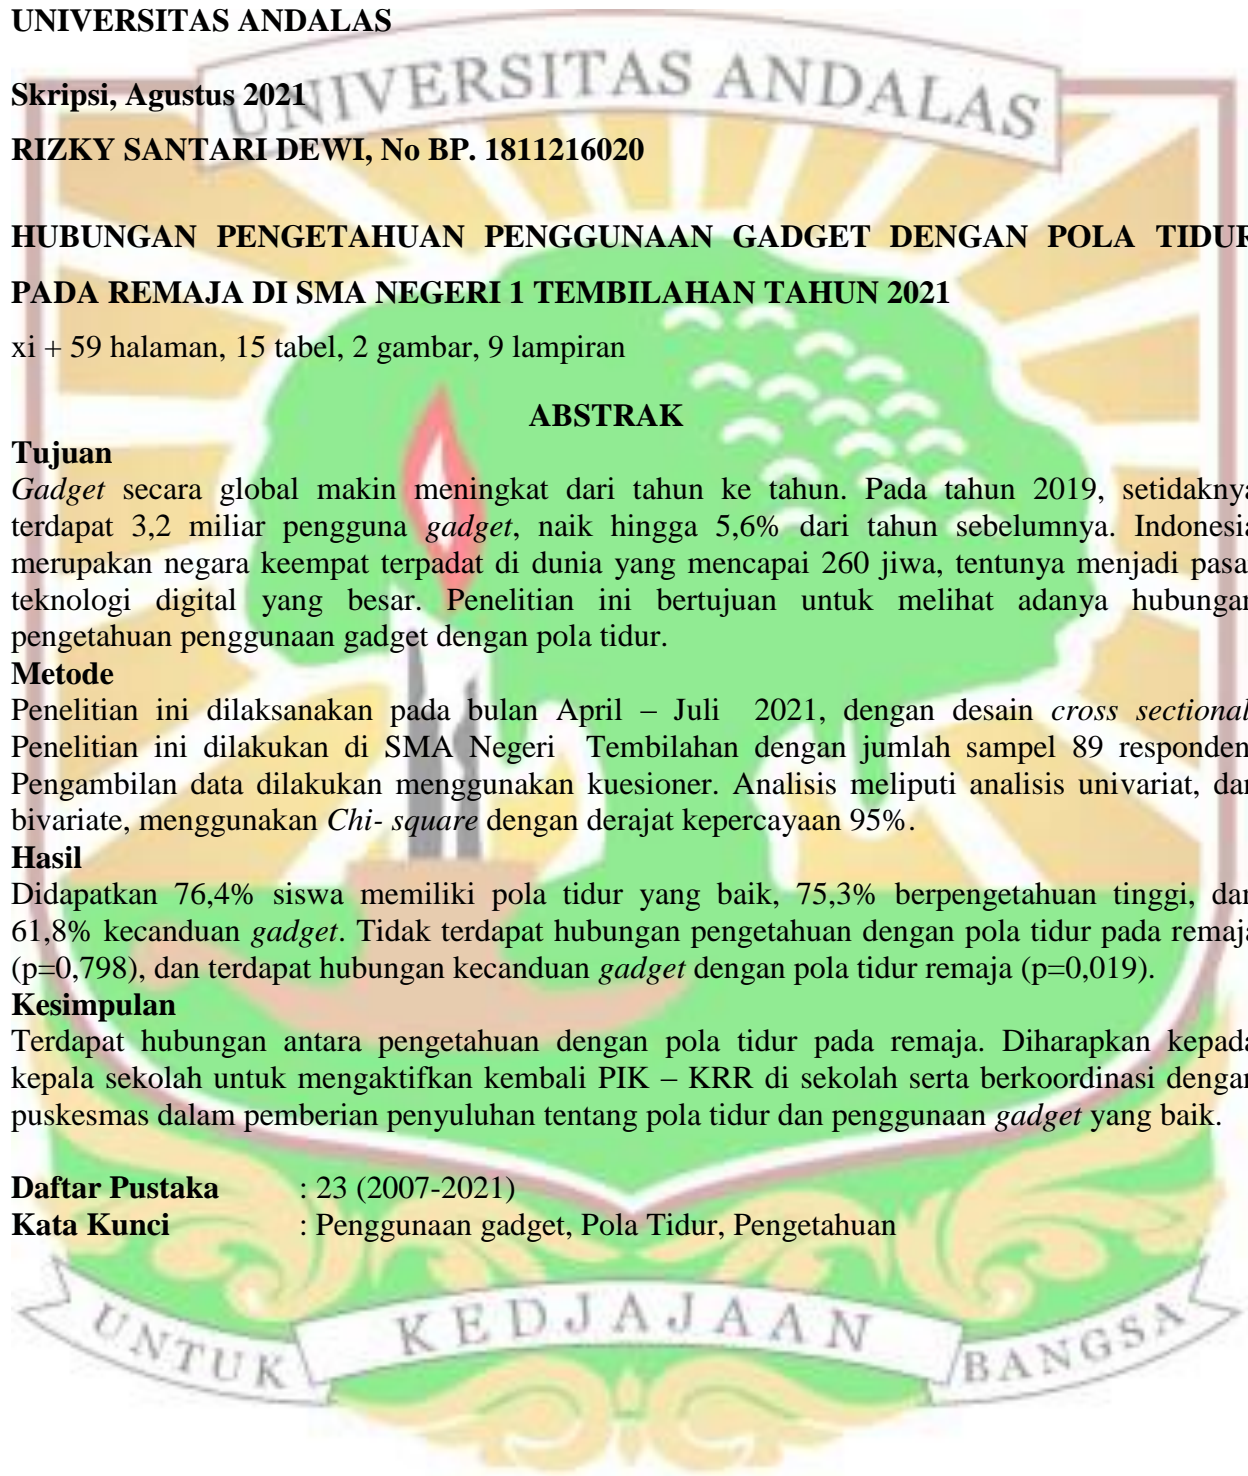 UNIVERSITAS ANDALAS
UNIVERSITAS ANDALAS
Skripsi, Agustus 2021
RIZKY SANTARI DEWI, No BP. 1811216020
HUBUNGAN PENGETAHUAN PENGGUNAAN GADGET DENGAN POLA TIDUR
PADA REMAJA DI SMA NEGERI 1 TEMBILAHAN TAHUN 2021
xi + 59 halaman, 15 tabel, 2 gambar, 9 lampiran
ABSTRAK
Tujuan
Gadget secara global makin meningkat dari tahun ke tahun. Pada tahun 2019, setidaknya
terdapat 3,2 miliar pengguna gadget, naik hingga 5,6% dari tahun sebelumnya. Indonesia
merupakan negara keempat terpadat di dunia yang mencapai 260 jiwa, tentunya menjadi pasa
teknologi digital yang besar. Penelitian ini bertujuan untuk melihat adanya hubungan
pengetahuan penggunaan gadget dengan pola tidur.
Metode
Penelitian ini dilaksanakan pada bulan April – Juli 2021, dengan desain cross sectional
Penelitian ini dilakukan di SMA Negeri Tembilahan dengan jumlah sampel 89 responden
Pengambilan data dilakukan menggunakan kuesioner. Analisis meliputi analisis univariat, dan
bivariate, menggunakan Chi- square dengan derajat kepercayaan 95%.
Hasil
Didapatkan 76,4% siswa memiliki pola tidur yang baik, 75,3% berpengetahuan tinggi, dan
61,8% kecanduan gadget. Tidak terdapat hubungan pengetahuan dengan pola tidur pada remaja
(p=0,798), dan terdapat hubungan kecanduan gadget dengan pola tidur remaja (p=0,019).
Kesimpulan
Terdapat hubungan antara pengetahuan dengan pola tidur pada remaja. Diharapkan kepada
kepala sekolah untuk mengaktifkan kembali PIK – KRR di sekolah serta berkoordinasi dengan
puskesmas dalam pemberian penyuluhan tentang pola tidur dan penggunaan gadget yang baik.
Daftar Pustaka : 23 (2007-2021)
Kata Kunci : Penggunaan gadget, Pola Tidur, Pengetahuan
UNTUK KEDJAJAAN BANGSA